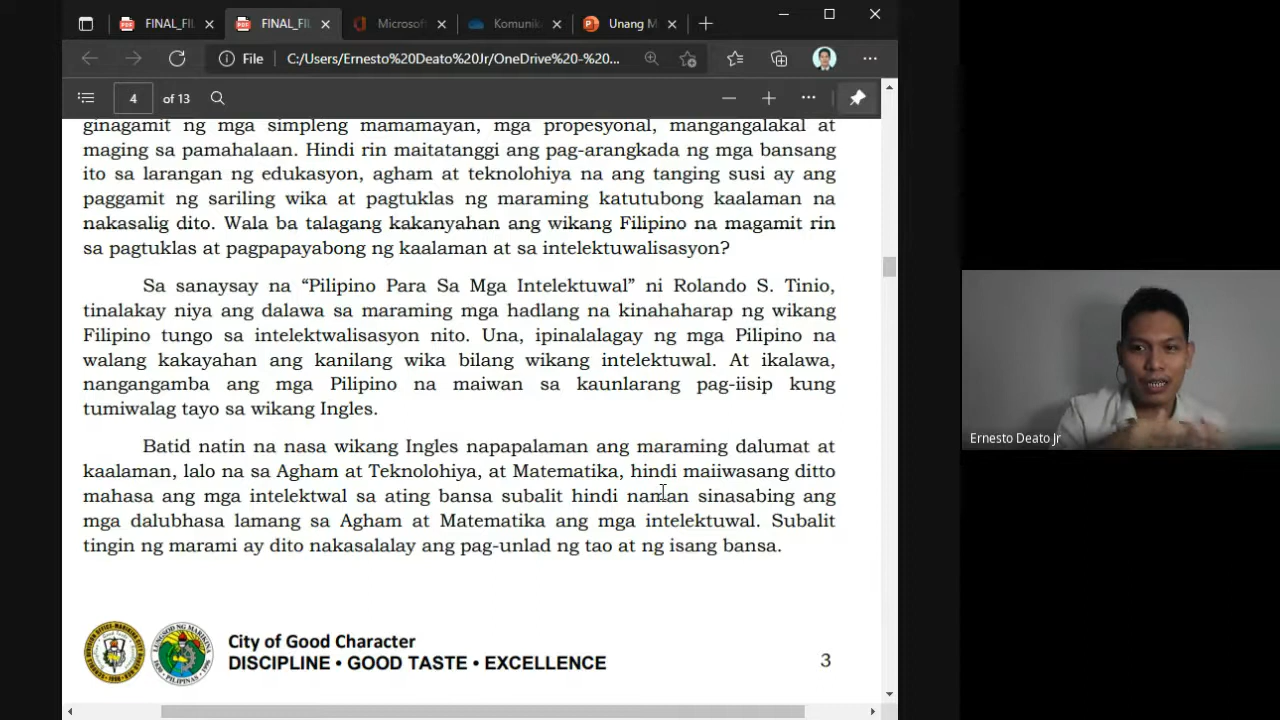 FINAL_FIL
FINAL_FIL
Microsoft
Komunik
Unang M
File
C:/Users/Ernesto%20Deato%20Jr/OneDrive%20-%20...
4
of 13
ginagamit ng mga simpleng mamamayan, mga propesyonal, mangangalakal at
maging sa pamahalaan. Hindi rin maitatanggi ang pag-arangkada ng mga bansang
ito sa larangan ng edukasyon, agham at teknolohiya na ang tanging susi ay ang
paggamit ng sariling wika at pagtuklas ng maraming katutubong kaalaman na
nakasalig dito. Wala ba talagang kakanyahan ang wikang Filipino na magamit rin
sa pagtuklas at pagpapayabong ng kaalaman at sa intelektuwalisasyon?
Sa sanaysay na “Pilipino Para Sa Mga Intelektuwal” ni Rolando S. Tinio,
tinalakay niya ang dalawa sa maraming mga hadlang na kinahaharap ng wikang
Filipino tungo sa intelektwalisasyon nito. Una, ipinalalagay ng mga Pilipino na
walang kakayahan ang kanilang wika bilang wikang intelektuwal. At ikalawa,
nangangamba ang mga Pilipino na maiwan sa kaunlarang pag-iisip kung
tumiwalag tayo sa wikang Ingles.
Batid natin na nasa wikang Ingles napapalaman ang maraming dalumat at
kaalaman, lalo na sa Agham at Teknolohiya, at Matematika, hindi maiiwasang ditto
mahasa ang mga intelektwal sa ating bansa subalit hindi naman sinasabing ang
mga dalubhasa lamang sa Agham at Matematika ang mga intelektuwal. Subalit
tingin ng marami ay dito nakasalalay ang pag-unlad ng tao at ng isang bansa.
City of Good Character
DISCIPLINE • GOOD TASTE • EXCELLENCE
3
Ernesto Deato Jr